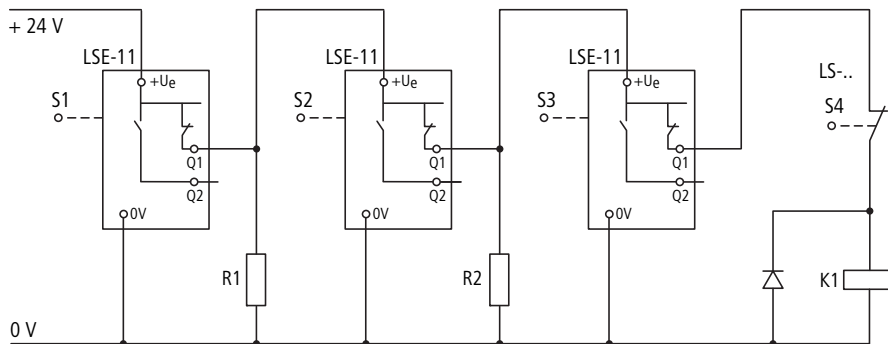 + 24 V
LSE-11
LSE-11
LSE-11
LS-..
+Ue
+Ue
+Ue
S1
S2
S3
S4
Q1
Q1
Q1
Q2
Q2
Q2
0V
0V
0V
R1
R2
K1
0 V